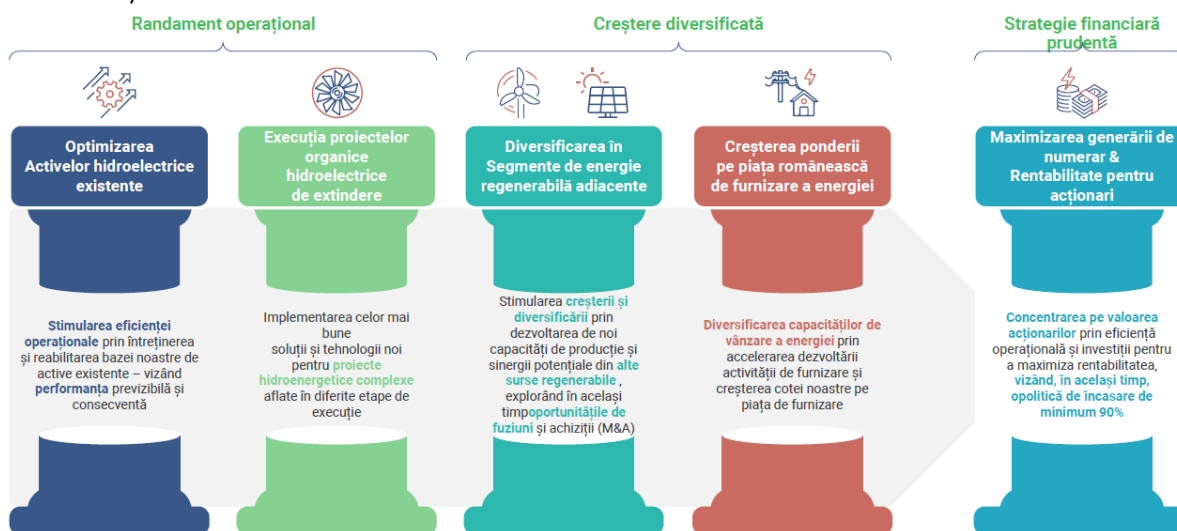 Randament operațional
Creștere diversificată
Strategie financiară
prudentă
Optimizarea
Activelor hidroelectrice
existente
Execuția proiectelor
organice
hidroelectrice
de extindere
Diversificarea în
Segmente de energie
regenerabilă adiacente
Creșterea ponderii
pe piața românească
de furnizare a energiei
Maximizarea generării de
numerar &
Rentabilitate pentru
acționari
Stimularea eficienței
operaționale prin întreținerea
și reabilitarea bazei noastre de
active existente – vizând
performanța previzibilă și
consecventă
Implementarea celor mai
bune
soluții și tehnologii noi
pentru proiecte
hidroenergetice complexe
aflate în diferite etape de
execuție
Stimularea creșterii și
diversificării prin
dezvoltarea de noi
capacități de producție și
sinergii potențiale din alte
surse regenerabile ,
explorând în același
timpoportunitățile de
fuziuni și achiziții (M&A)
Diversificarea capacităților de
vânzare a energiei prin
accelerarea dezvoltării
activității de furnizare și
creșterea cotei noastre pe
piața de furnizare
Concentrarea pe valoarea
acționarilor prin eficiență
operațională și investiții pentru
a maximiza rentabilitatea,
vizând, în același timp,
opolitică de încasare de
minimum 90%